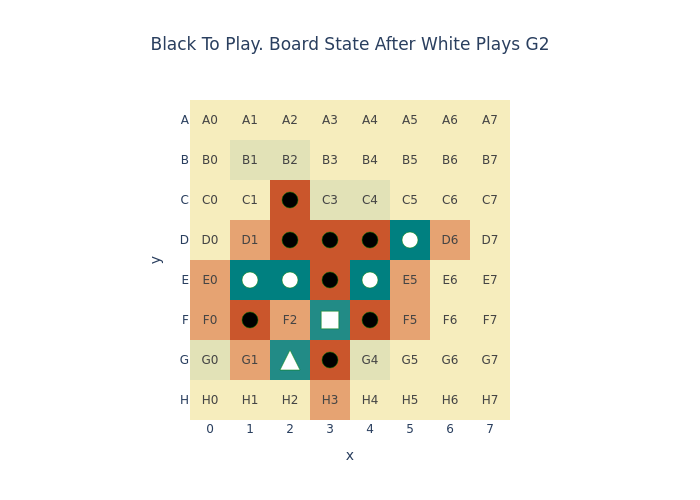 Black To Play. Board State After White Plays G2
A A0 A1 A2 A3 A4 A5 A6 A7
B B0 B1 B2 B3 B4 B5 B6 B7
C C0 C1 C3 C4 C5 C6 C7
D D0 D1 D6 D7
E E0 E5 E6 E7
F F0 F2 F5 F6 F7
G G0 G1 G4 G5 G6 G7
H H0 H1 H2 H3 H4 H5 H6 H7
0 1 2 3 4 5 6 7
x
y